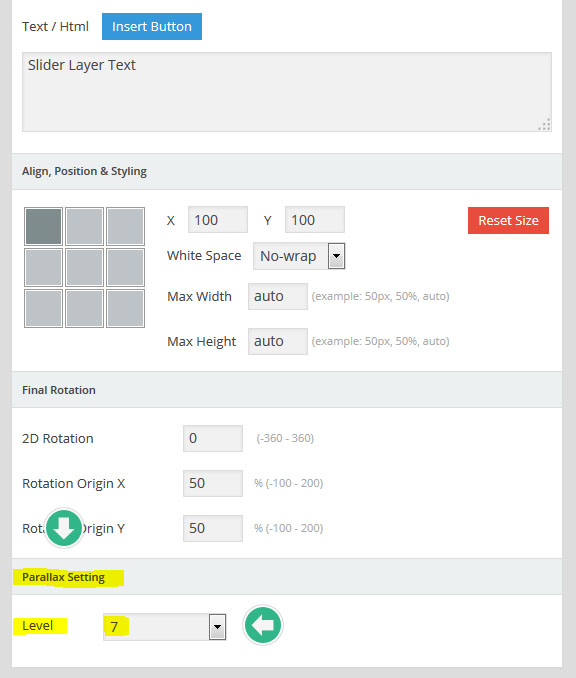 Text / Html Insert Button
Slider Layer Text
Align, Position & Styling
X 100 Y 100 Reset Size
White Space No-wrap
Max Width auto (example: 50px, 50%, auto)
Max Height auto (example: 50px, 50%, auto)
Final Rotation
2D Rotation 0 (-360 - 360)
Rotation Origin X 50 % (-100 - 200)
Origin Y 50 % (-100 - 200)
Parallax Setting
Level 7